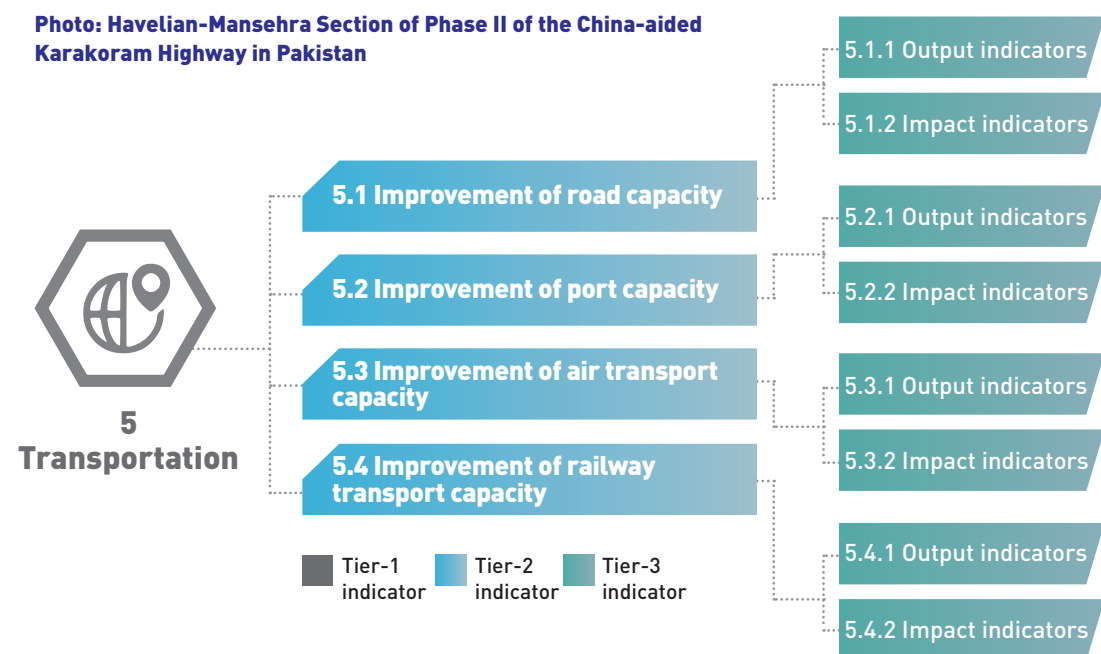 Photo: Havelian-Mansehra Section of Phase II of the China-aided
Karakoram Highway in Pakistan
5
Transportation
5.1 Improvement of road capacity
5.2 Improvement of port capacity
5.3 Improvement of air transport
capacity
5.4 Improvement of railway
transport capacity
5.1.1 Output indicators
5.1.2 Impact indicators
5.2.1 Output indicators
5.2.2 Impact indicators
5.3.1 Output indicators
5.3.2 Impact indicators
5.4.1 Output indicators
5.4.2 Impact indicators
Tier-1
indicator
Tier-2
indicator
Tier-3
indicator